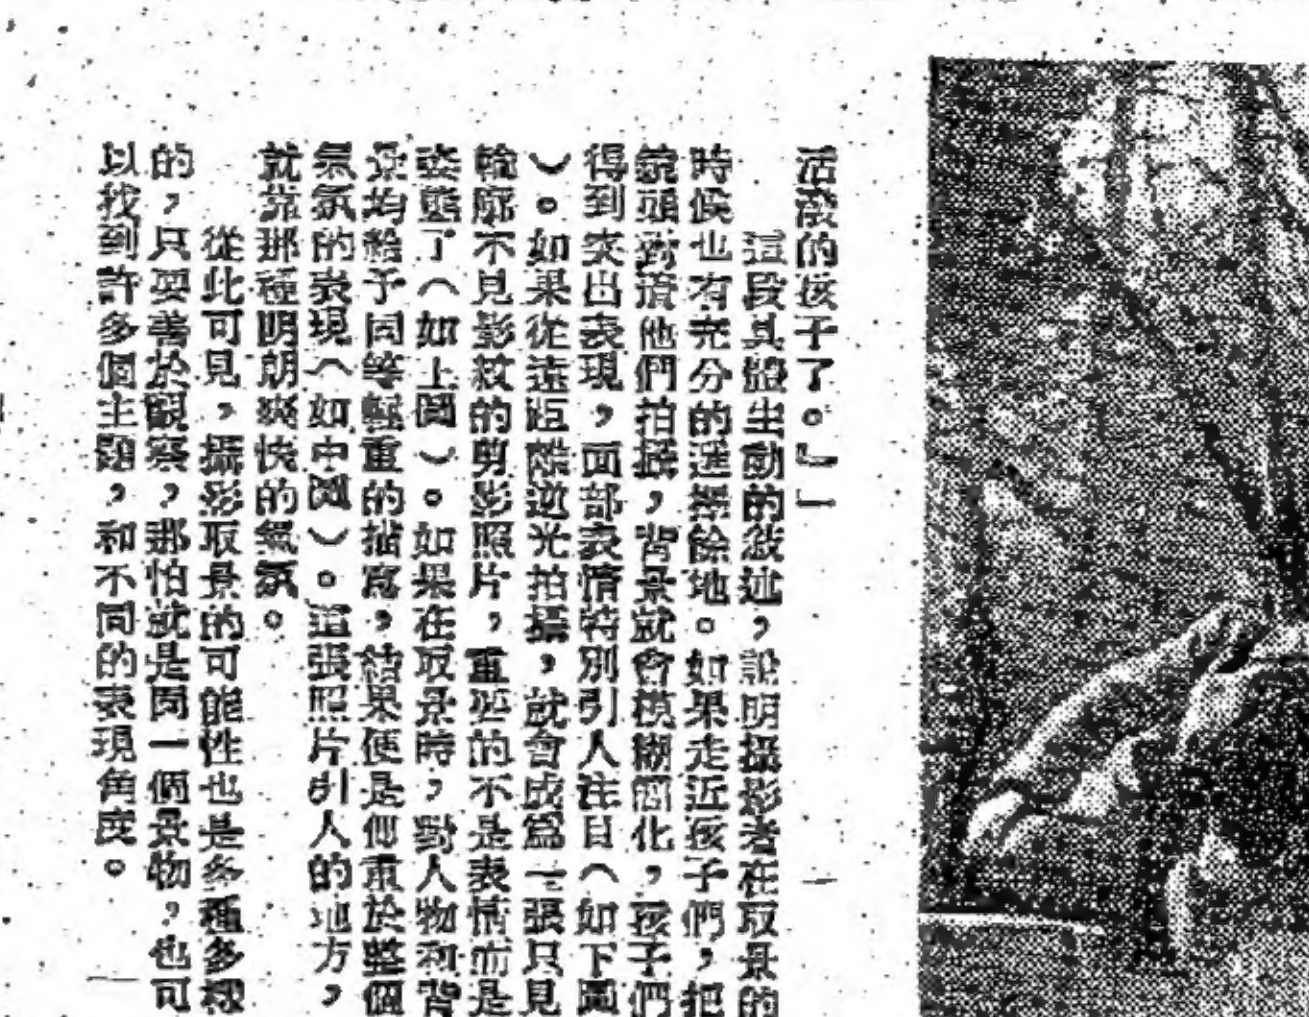 活潑的孩子了。』」
這段具體生動的敘述，說明攝影者在取景的
時候也有充分的選擇餘地。如果走近孩子們，把
鏡頭對準他們拍攝，背景就會模糊淡化，孩子們
得到突出表現，面部表情特別引人注目（如下圖
）。如果從遠距離逆光拍攝，就會成爲一張只見
輪廓不見影紋的剪影照片，重要的不是表情而是
姿態了（如上圖）。如果在取景時，對人物和背
景均給予同等輕重的描寫，結果便是側重於整個
氣氛的表現（如中圖）。這張照片引人的地方，
就靠那種明朗爽快的氣氛。
從此可見，攝影取景的可能性也是多種多樣
的，只要善於觀察，那怕就是同一個景物，也可
以找到許多個主題，和不同的表現角度。